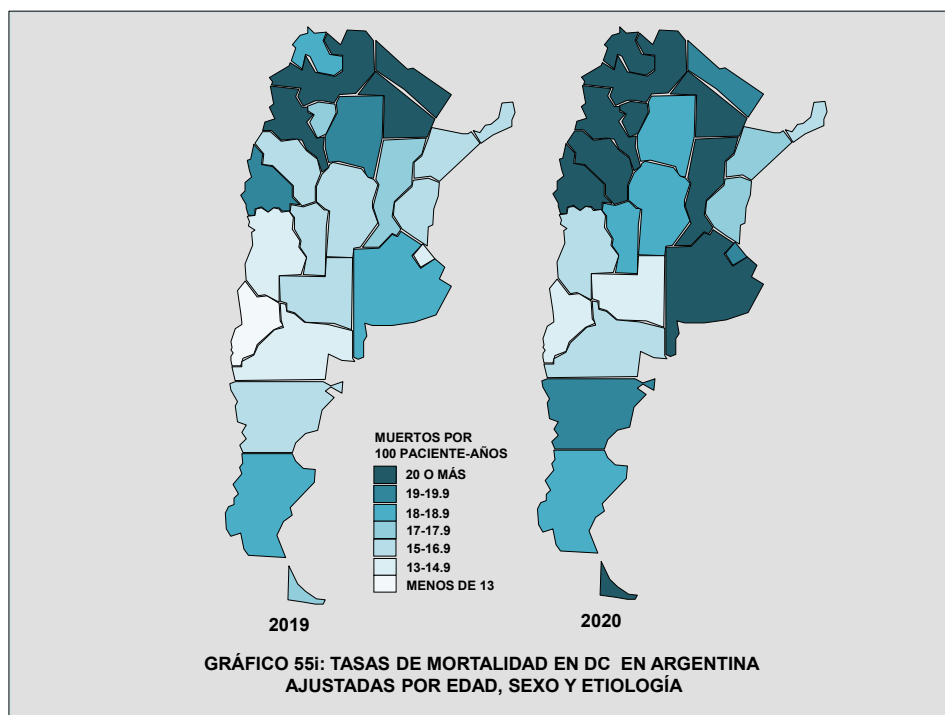 MUERTOS POR
100 PACIENTE-AÑOS
20 O MÁS
19-19.9
18-18.9
17-17.9
15-16.9
13-14.9
MENOS DE 13
2019
2020
GRÁFICO 55i: TASAS DE MORTALIDAD EN DC EN ARGENTINA
AJUSTADAS POR EDAD, SEXO Y ETIOLOGÍA